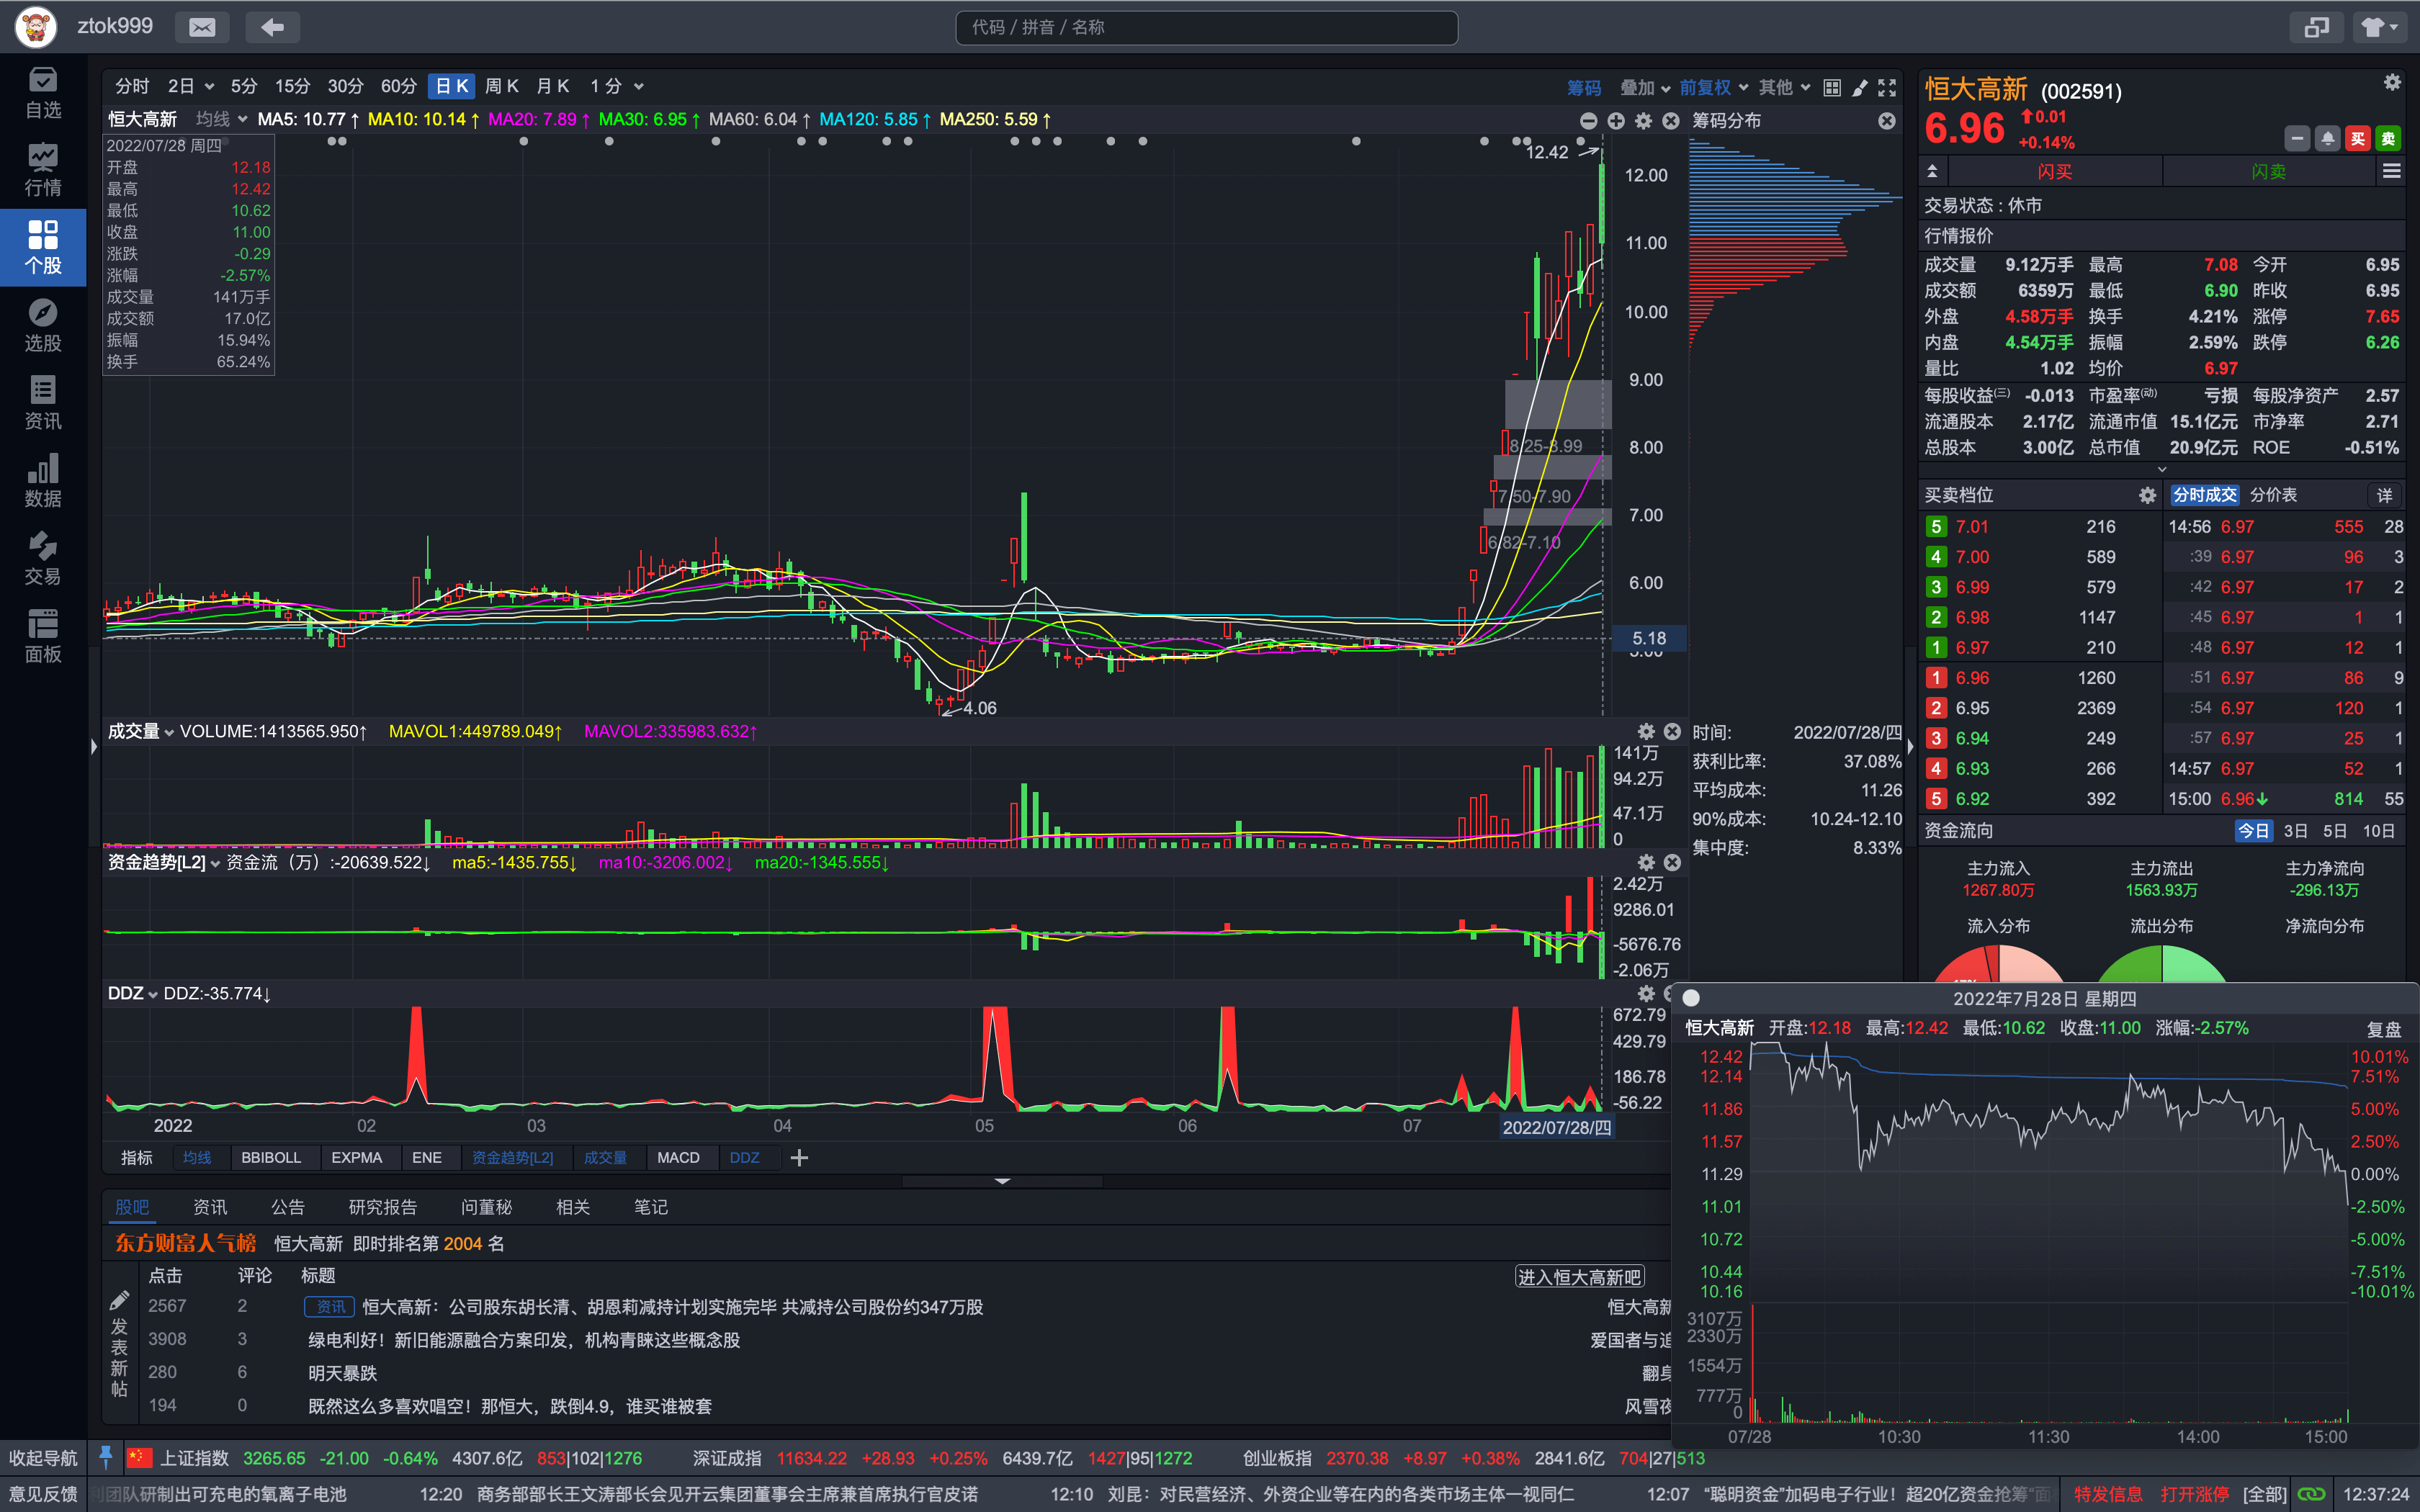 ztok999
代码 / 拼音 / 名称
自选
行情
个股
选股
资讯
数据
交易
面板
分时 2日 5分 15分 30分 60分 日K 周K 月K 1分
筹码 叠加 前复权 其他
恒大高新 均线 MA5: 10.77↑ MA10: 10.14↑ MA20: 7.89↑ MA30: 6.95↑ MA60: 6.04↑ MA120: 5.85↑ MA250: 5.59↑
筹码分布
2022/07/28 周四
开盘 12.18
最高 12.42
最低 10.62
收盘 11.00
涨跌 -0.29
涨幅 -2.57%
成交量 141万手
成交额 17.0亿
振幅 15.94%
换手 65.24%
12.42
12.00
11.00
10.00
9.00
8.00
7.00
6.00
5.18
5.00
8.25-8.99
7.50-7.90
6.82-7.10
4.06
成交量 VOLUME:1413565.950↑ MAVOL1:449789.049↑ MAVOL2:335983.632↑
141万
94.2万
47.1万
0
时间: 2022/07/28/四
获利比率: 37.08%
平均成本: 11.26
90%成本: 10.24-12.10
集中度: 8.33%
资金趋势[L2] 资金流（万）:-20639.522↓ ma5:-1435.755↓ ma10:-3206.002↓ ma20:-1345.555↓
2.42万
9286.01
-5676.76
-2.06万
DDZ DDZ:-35.774↓
672.79
429.79
186.78
-56.22
2022 02 03 04 05 06 07 2022/07/28/四
指标 均线 BBIBOLL EXPMA ENE 资金趋势[L2] 成交量 MACD DDZ
股吧 资讯 公告 研究报告 问董秘 相关 笔记
东方财富人气榜 恒大高新 即时排名第 2004 名
点击 评论 标题 进入恒大高新吧
发表新帖
2567 2 资讯 恒大高新：公司股东胡长清、胡恩莉减持计划实施完毕 共减持公司股份约347万股 恒大高新
3908 3 绿电利好！新旧能源融合方案印发，机构青睐这些概念股 爱国者与追
280 6 明天暴跌 翻身
194 0 既然这么多喜欢唱空！那恒大，跌倒4.9，谁买谁被套 风雪夜
恒大高新 (002591)
6.96 0.01
+0.14%
买 卖
闪买 闪卖
交易状态 : 休市
行情报价
成交量 9.12万手 最高 7.08 今开 6.95
成交额 6359万 最低 6.90 昨收 6.95
外盘 4.58万手 换手 4.21% 涨停 7.65
内盘 4.54万手 振幅 2.59% 跌停 6.26
量比 1.02 均价 6.97
每股收益(三) -0.013 市盈率(动) 亏损 每股净资产 2.57
流通股本 2.17亿 流通市值 15.1亿元 市净率 2.71
总股本 3.00亿 总市值 20.9亿元 ROE -0.51%
买卖档位 分时成交 分价表 详
5 7.01 216 14:56 6.97 555 28
4 7.00 589 :39 6.97 96 3
3 6.99 579 :42 6.97 17 2
2 6.98 1147 :45 6.97 1 1
1 6.97 210 :48 6.97 12 1
1 6.96 1260 :51 6.97 86 9
2 6.95 2369 :54 6.97 120 1
3 6.94 249 :57 6.97 25 1
4 6.93 266 14:57 6.97 52 1
5 6.92 392 15:00 6.96↓ 814 55
资金流向 今日 3日 5日 10日
主力流入 主力流出 主力净流向
1267.80万 1563.93万 -296.13万
流入分布 流出分布 净流向分布
2022年7月28日 星期四
恒大高新 开盘:12.18 最高:12.42 最低:10.62 收盘:11.00 涨幅:-2.57% 复盘
12.42 10.01%
12.14 7.51%
11.86 5.00%
11.57 2.50%
11.29 0.00%
11.01 -2.50%
10.72 -5.00%
10.44 -7.51%
10.16 -10.01%
3107万
2330万
1554万
777万
0
07/28 10:30 11:30 14:00 15:00
收起导航 上证指数 3265.65 -21.00 -0.64% 4307.6亿 853|102|1276 深证成指 11634.22 +28.93 +0.25% 6439.7亿 1427|95|1272 创业板指 2370.38 +8.97 +0.38% 2841.6亿 704|27|513
意见反馈 团队研制出可充电的氧离子电池 12:20 商务部部长王文涛部长会见开云集团董事会主席兼首席执行官皮诺 12:10 刘昆：对民营经济、外资企业等在内的各类市场主体一视同仁 12:07 “聪明资金”加码电子行业！超20亿资金抢筹 特发信息 打开涨停 [全部] 12:37:24